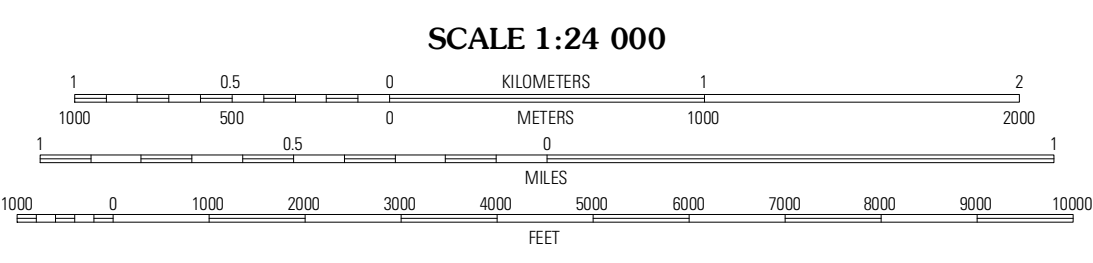 SCALE 1:24 000
1 0.5 0 KILOMETERS 1 2
1000 500 0 METERS 1000 2000
1 0.5 0 1
MILES
1000 0 1000 2000 3000 4000 5000 6000 7000 8000 9000 10000
FEET